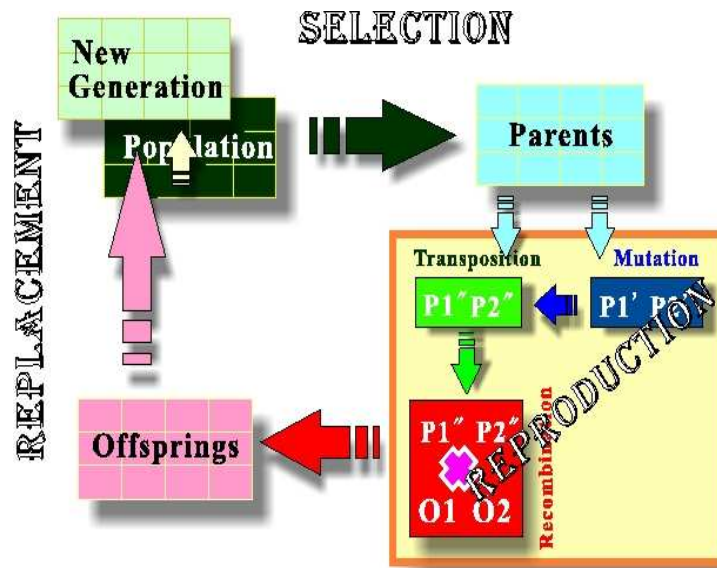 SELECTION
New
Generation
Population
Parents
REPLACEMENT
Transposition
Mutation
P1″ P2″
P1'
REPRODUCTION
P1″ P2″
O1 O2
Recombination
Offsprings